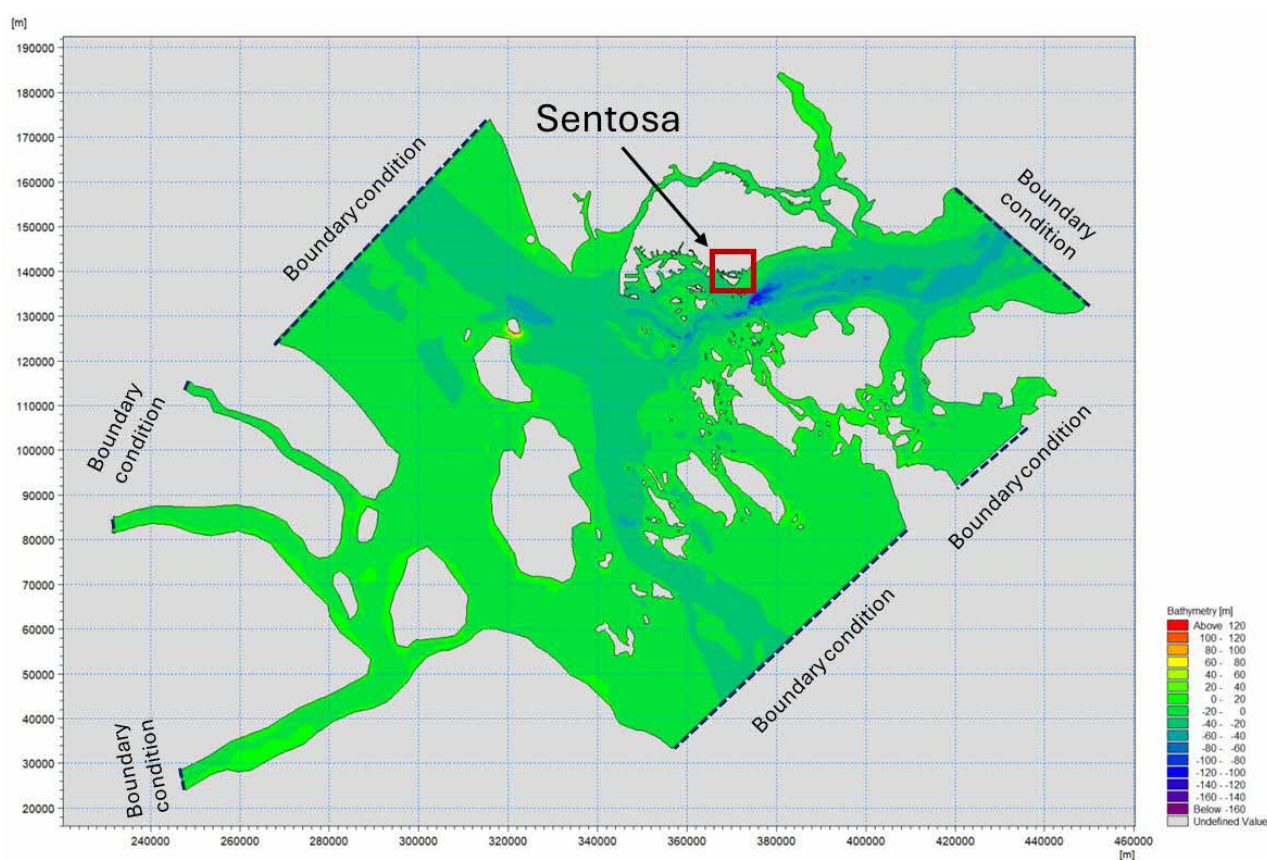 [m]
190000
180000
170000
160000
150000
140000
130000
120000
110000
100000
90000
80000
70000
60000
50000
40000
30000
20000
Sentosa
Boundary condition
Boundary
condition
Boundary
condition
Boundary
condition
Boundary condition
Boundary condition
Boundary
condition
Bathymetry [m]
Above 120
100 - 120
80 - 100
60 - 80
40 - 60
20 - 40
0 - 20
-20 - 0
-40 - -20
-60 - -40
-80 - -60
-100 - -80
-120 - -100
-140 - -120
-160 - -140
Below -160
Undefined Value
240000 260000 280000 300000 320000 340000 360000 380000 400000 420000 440000 460000
[m]